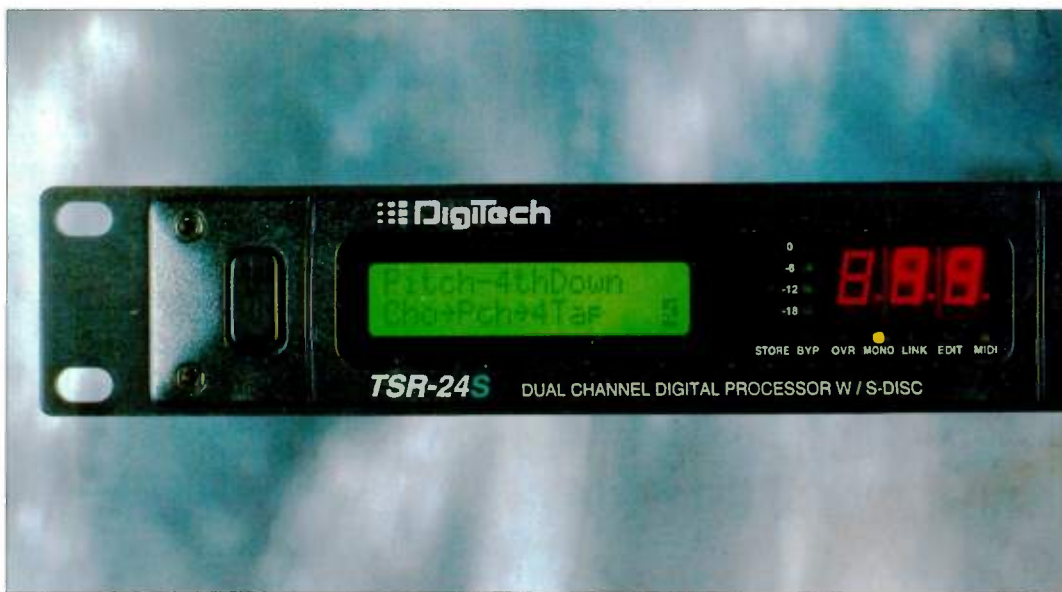 DigiTech
Pitch-4thDown
Cho→Pch→4Tap
0
-6
-12
-18
STORE BYP OVR MONO LINK EDIT MIDI
TSR-24S DUAL CHANNEL DIGITAL PROCESSOR W / S-DISC